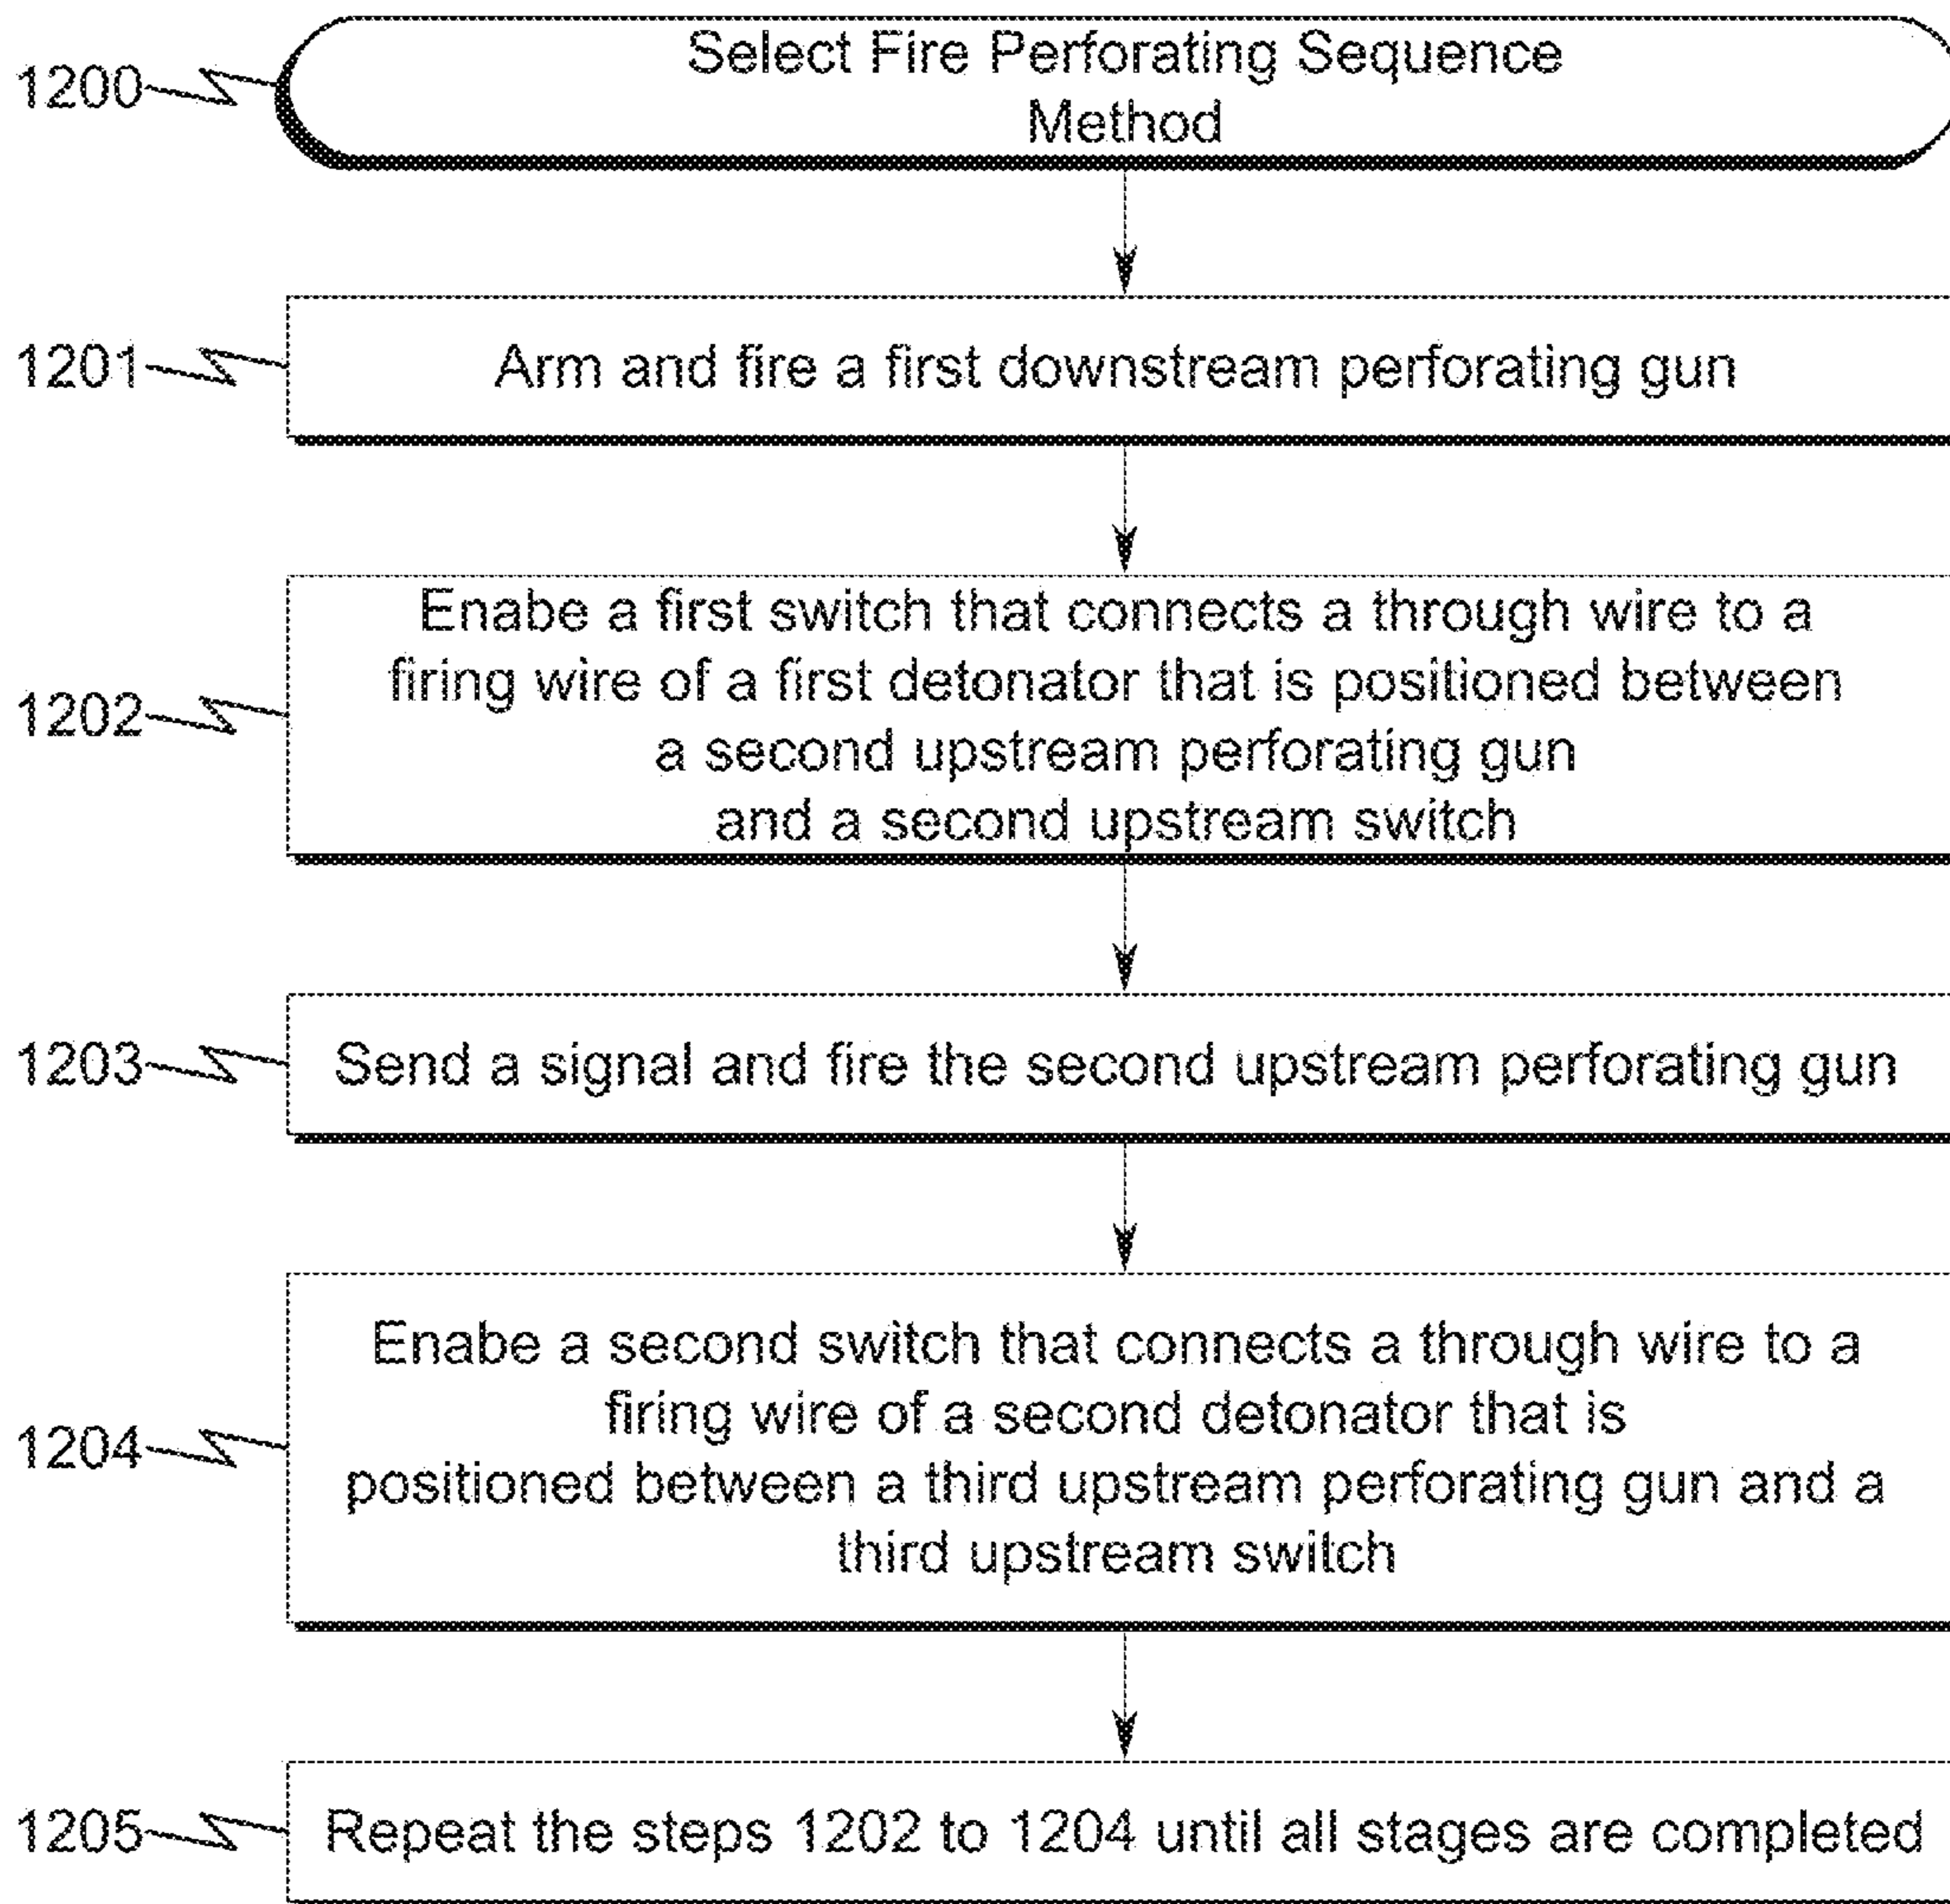 1200
Select Fire Perforating Sequence
Method
1201
Arm and fire a first downstream perforating gun
1202
Enabe a first switch that connects a through wire to a
firing wire of a first detonator that is positioned between
a second upstream perforating gun
and a second upstream switch
1203
Send a signal and fire the second upstream perforating gun
1204
Enabe a second switch that connects a through wire to a
firing wire of a second detonator that is
positioned between a third upstream perforating gun and a
third upstream switch
1205
Repeat the steps 1202 to 1204 until all stages are completed